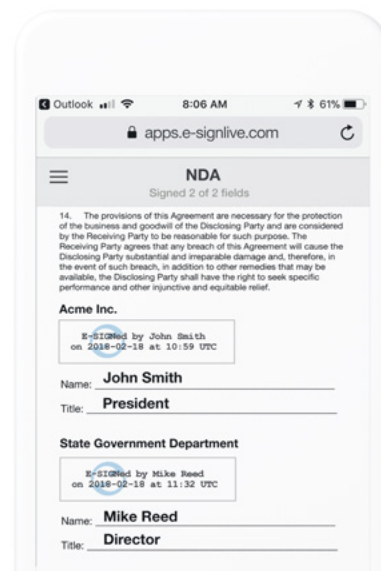 Outlook 8:06 AM 61%
apps.e-signlive.com
NDA
Signed 2 of 2 fields
14. The provisions of this Agreement are necessary for the protection
of the business and goodwill of the Disclosing Party and are considered
by the Receiving Party to be reasonable for such purpose. The
Receiving Party agrees that any breach of this Agreement will cause the
Disclosing Party substantial and irreparable damage and, therefore, in
the event of such breach, in addition to other remedies that may be
available, the Disclosing Party shall have the right to seek specific
performance and other injunctive and equitable relief.
Acme Inc.
E-SIGNed by John Smith
on 2018-02-18 at 10:59 UTC
Name: John Smith
Title: President
State Government Department
E-SIGNed by Mike Reed
on 2018-02-18 at 11:32 UTC
Name: Mike Reed
Title: Director